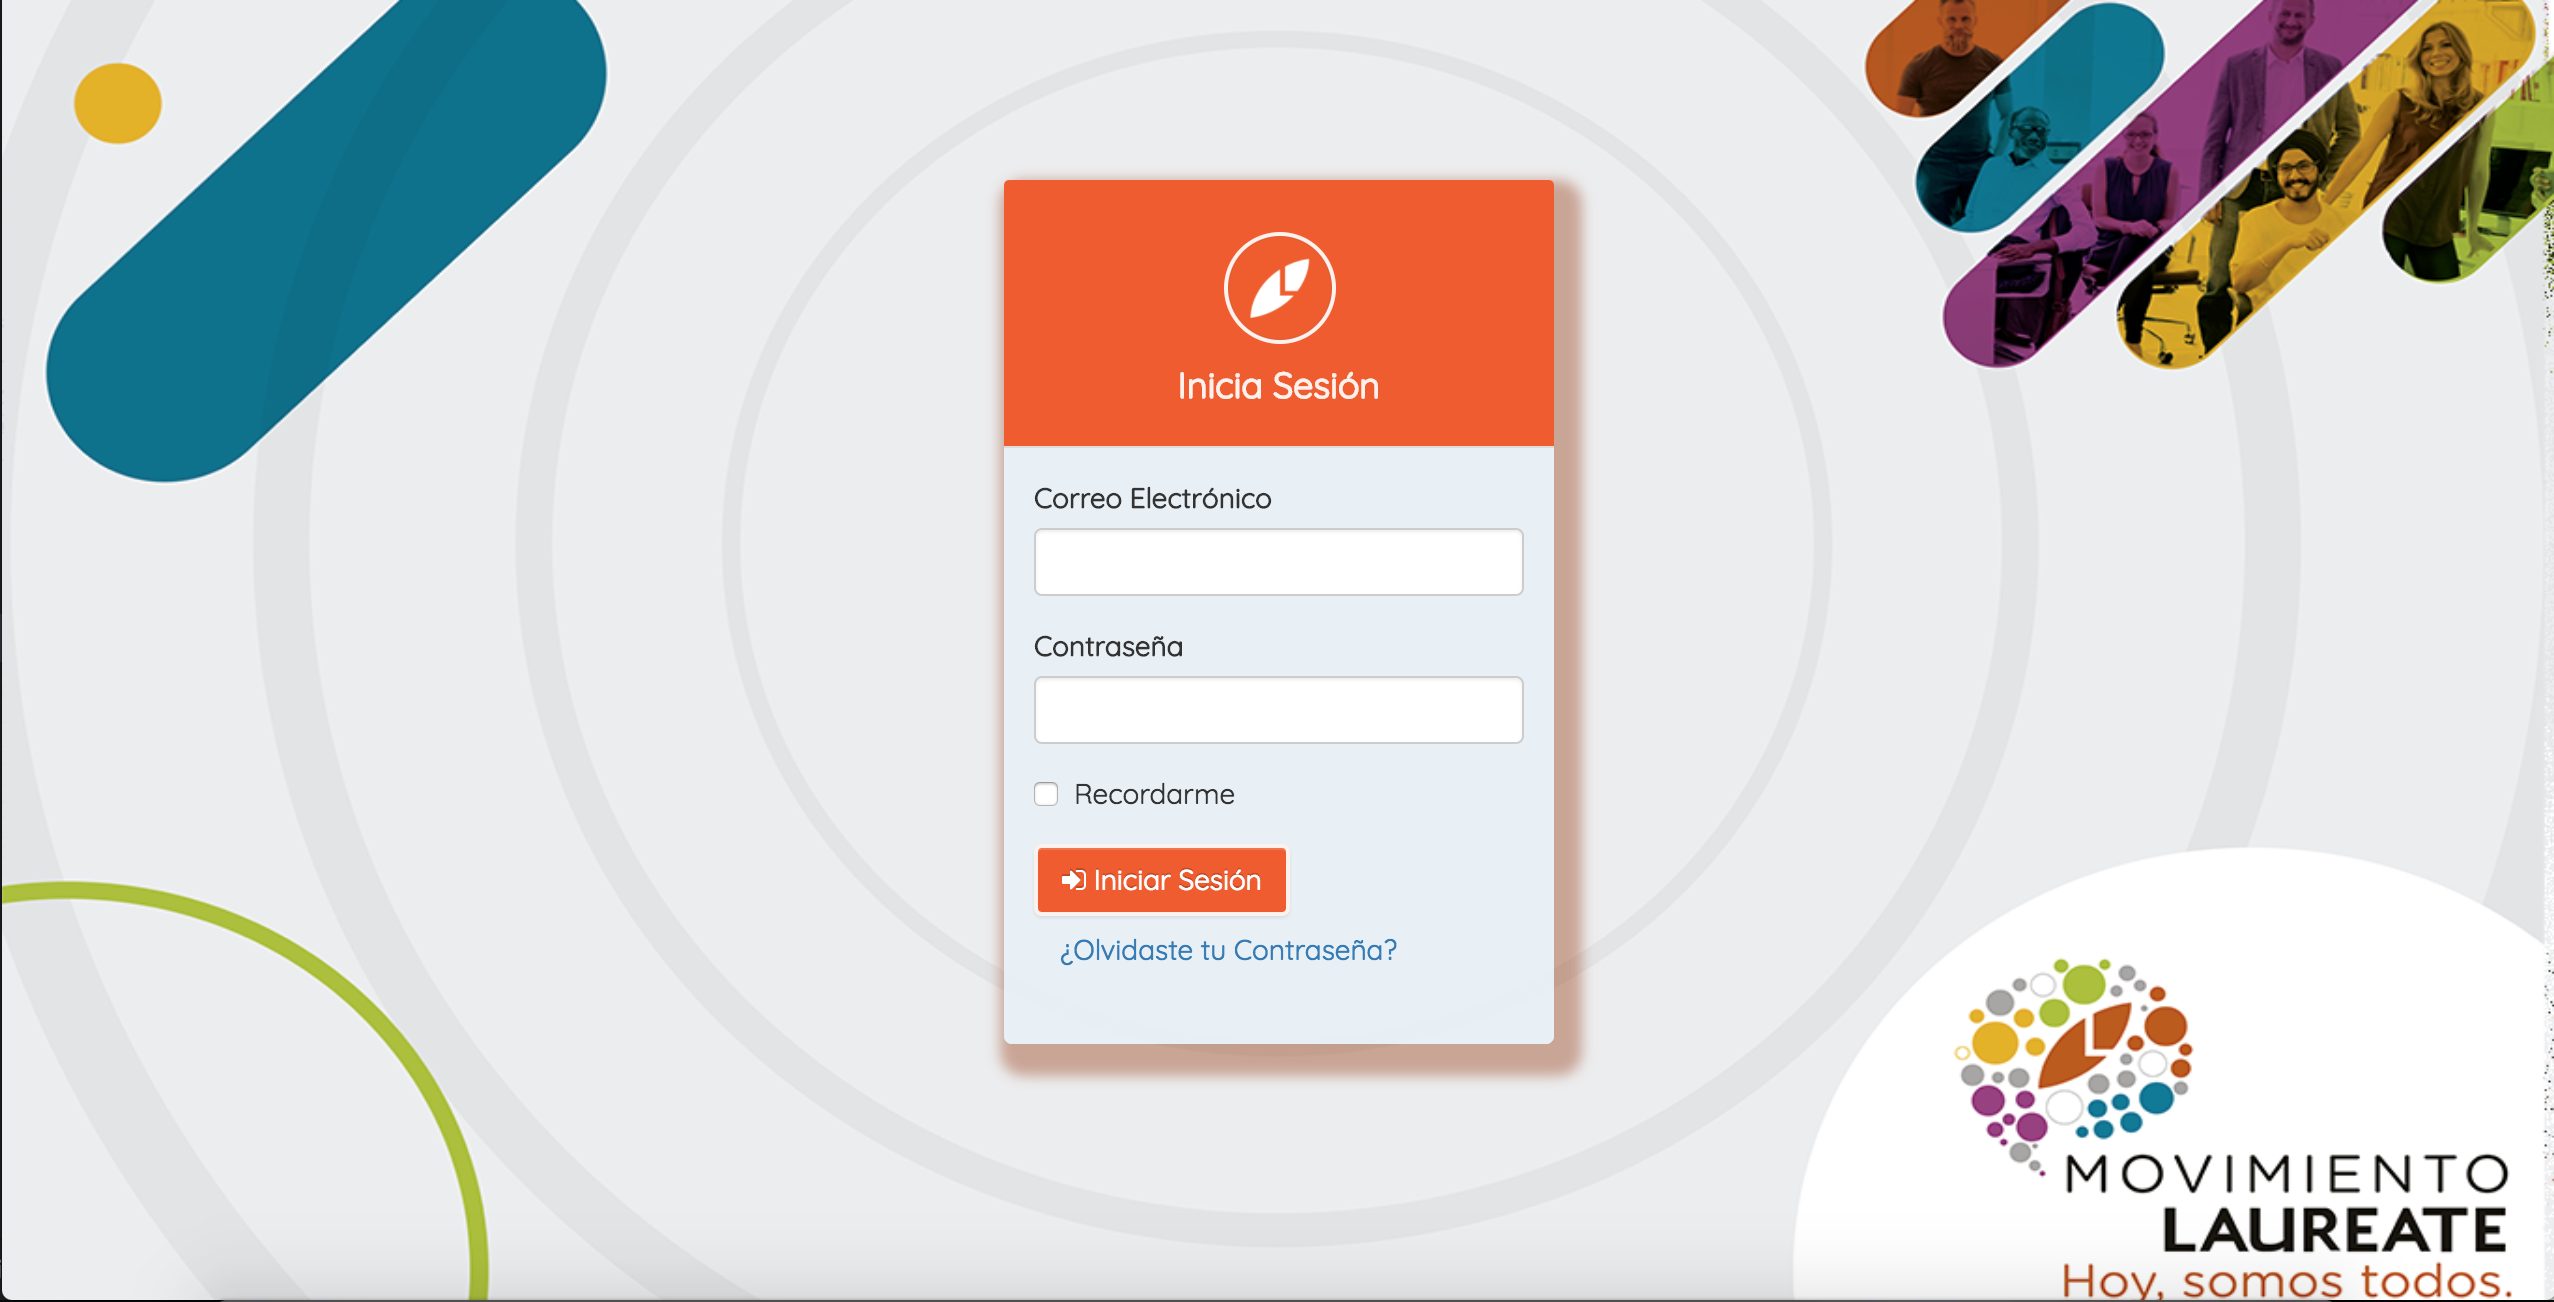 Inicia Sesión
Correo Electrónico
Contraseña
Recordarme
Iniciar Sesión
¿Olvidaste tu Contraseña?
MOVIMIENTO
LAUREATE
Hoy, somos todos.